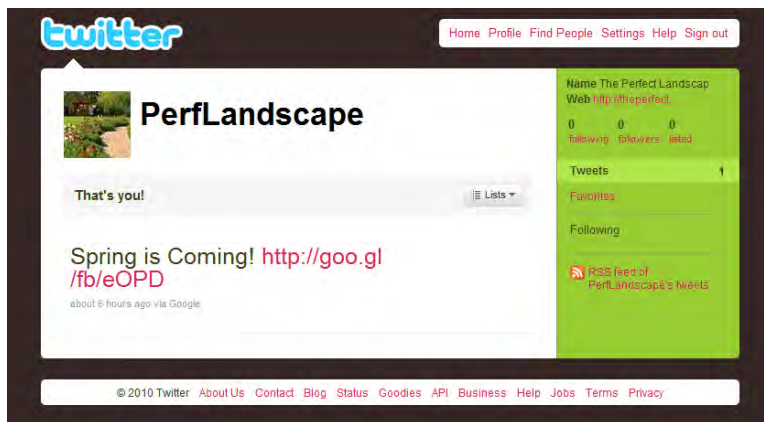 twitter
Home Profile Find People Settings Help Sign out
PerfLandscape
That's you!
Lists
Spring is Coming! http://goo.gl
/fb/eOPD
about 6 hours ago via Google
Name The Perfect Landscap
Web http://theperfect...
0 0 0
following followers listed
Tweets 1
Favorites
Following
RSS feed of
PerfLandscape's tweets
© 2010 Twitter About Us Contact Blog Status Goodies API Business Help Jobs Terms Privacy